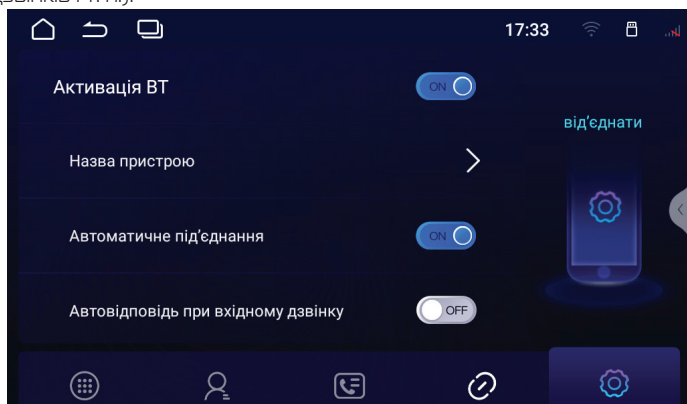 17:33
Активація BT
ON
від'єднати
Назва пристрою
Автоматичне під'єднання
ON
Автовідповідь при вхідному дзвінку
OFF